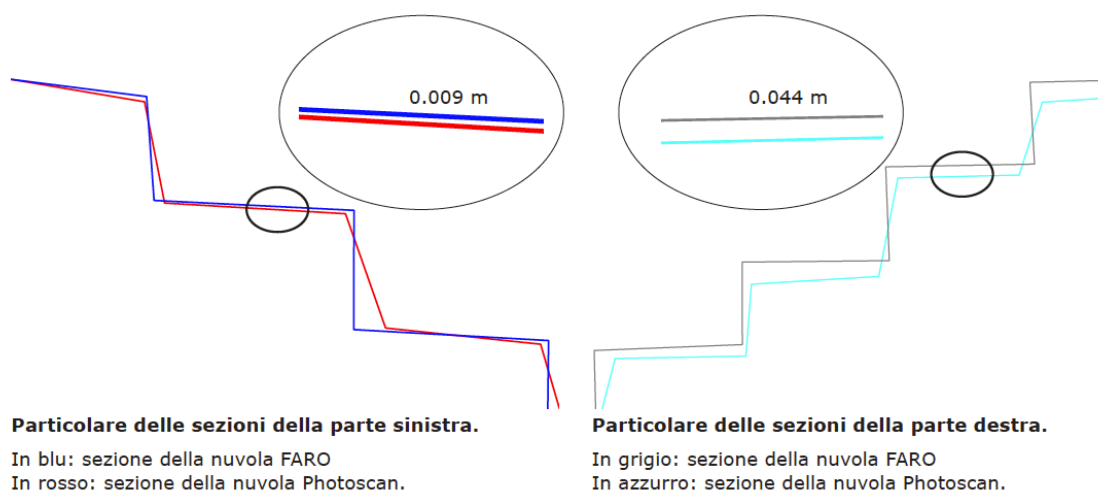 0.009 m
0.044 m
Particolare delle sezioni della parte sinistra.
In blu: sezione della nuvola FARO
In rosso: sezione della nuvola Photoscan.
Particolare delle sezioni della parte destra.
In grigio: sezione della nuvola FARO
In azzurro: sezione della nuvola Photoscan.